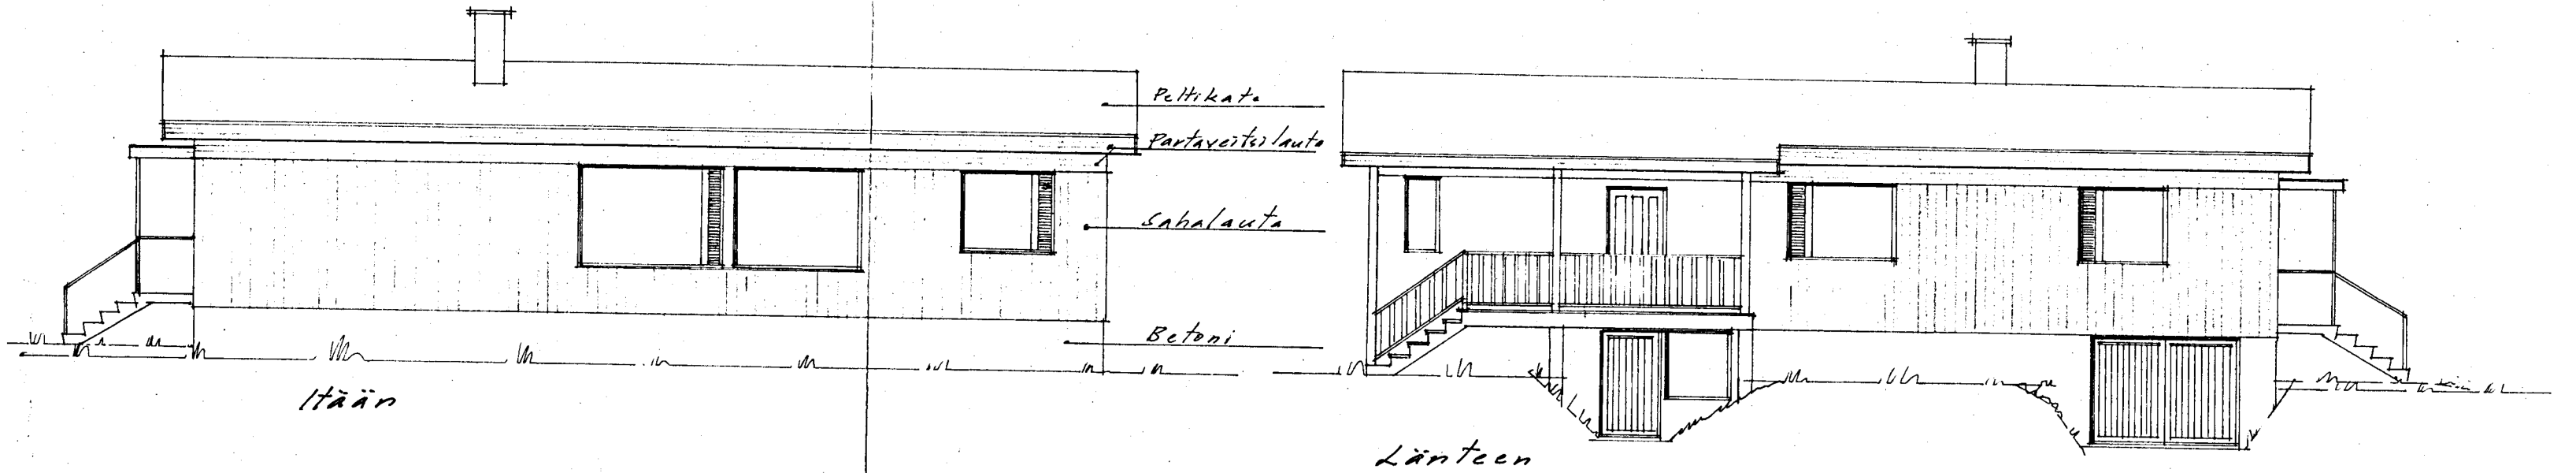 Peltikate
Partaveitsilauta
Sahalauta
Betoni
Itään
Länteen